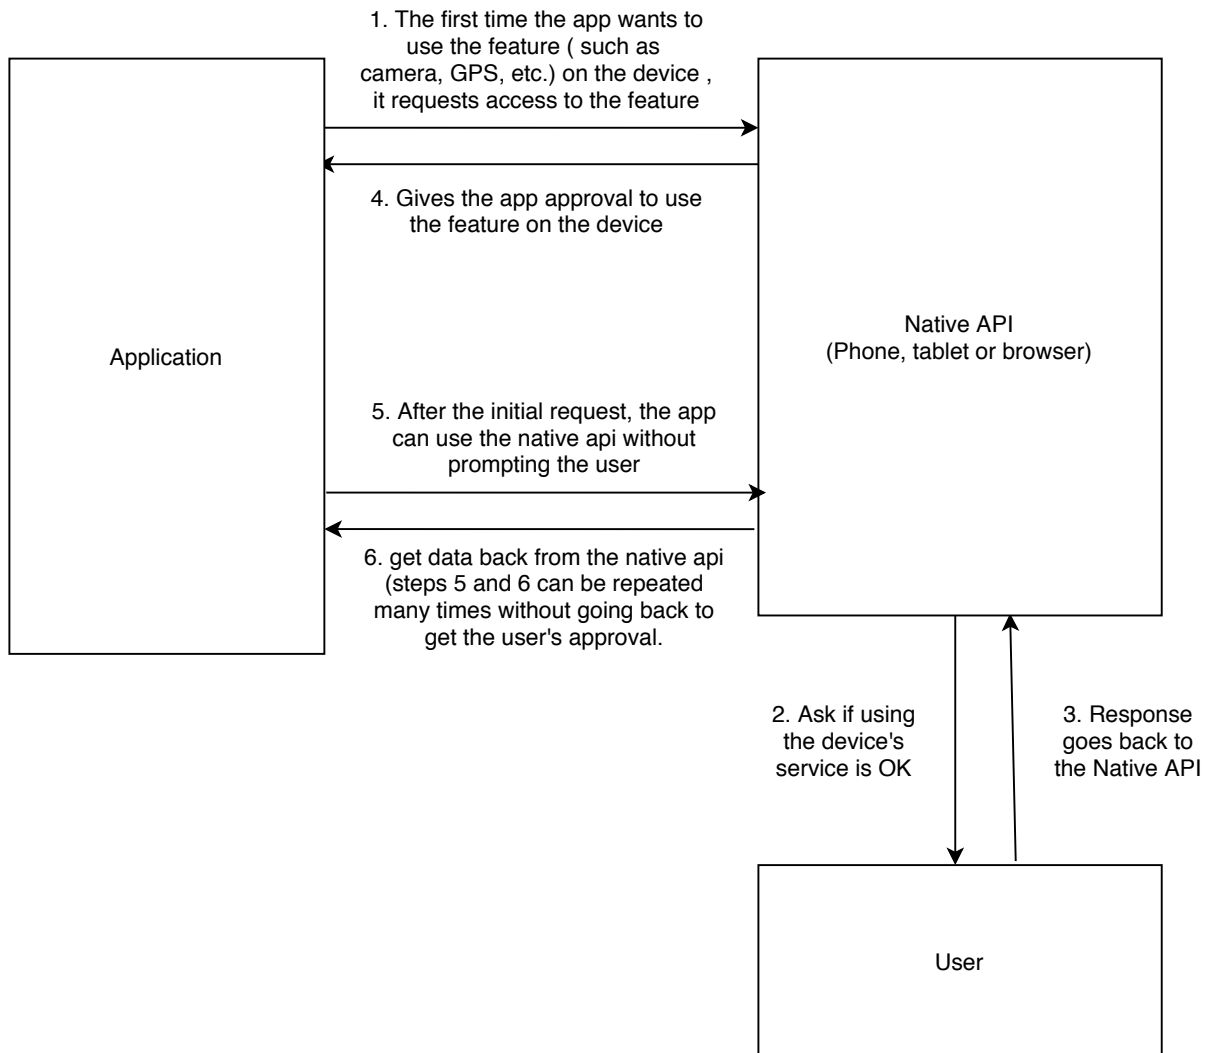 1. The first time the app wants to
use the feature ( such as
camera, GPS, etc.) on the device ,
it requests access to the feature
4. Gives the app approval to use
the feature on the device
Application
Native API
(Phone, tablet or browser)
5. After the initial request, the app
can use the native api without
prompting the user
6. get data back from the native api
(steps 5 and 6 can be repeated
many times without going back to
get the user's approval.
2. Ask if using
the device's
service is OK
3. Response
goes back to
the Native API
User